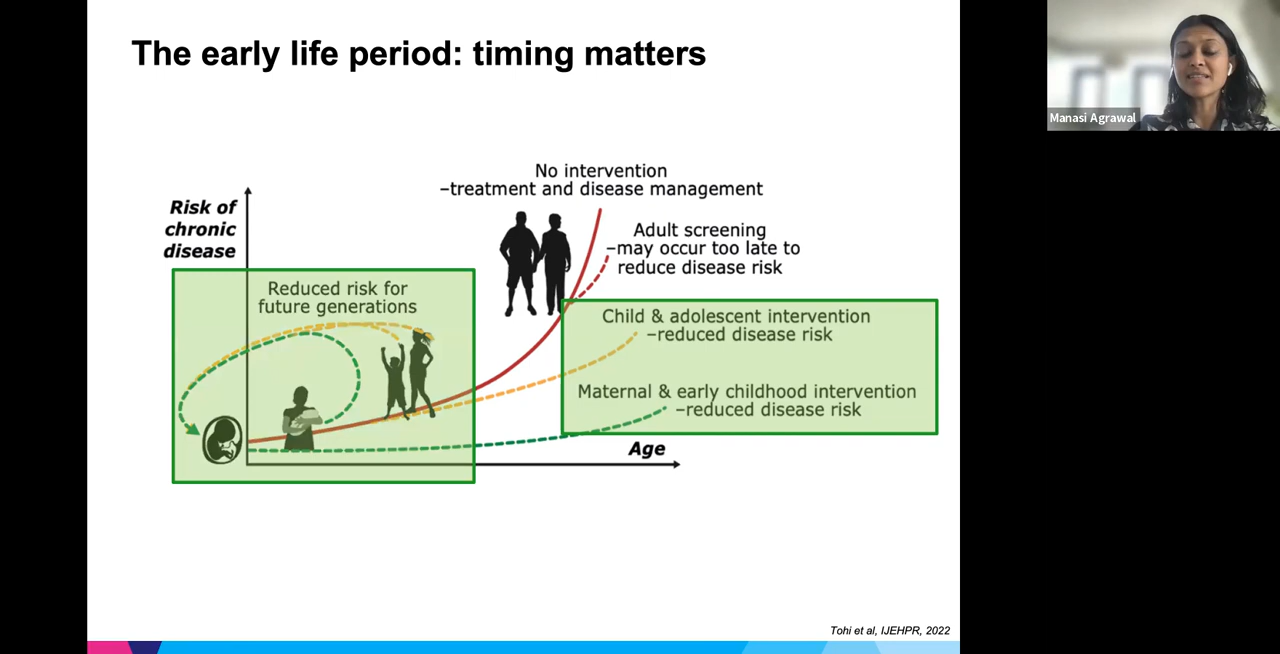 The early life period: timing matters
Manasi Agrawal
No intervention
–treatment and disease management
Risk of
chronic
disease
Adult screening
–may occur too late to
reduce disease risk
Reduced risk for
future generations
Child & adolescent intervention
–reduced disease risk
Maternal & early childhood intervention
–reduced disease risk
Age
Tohi et al, IJEHPR, 2022